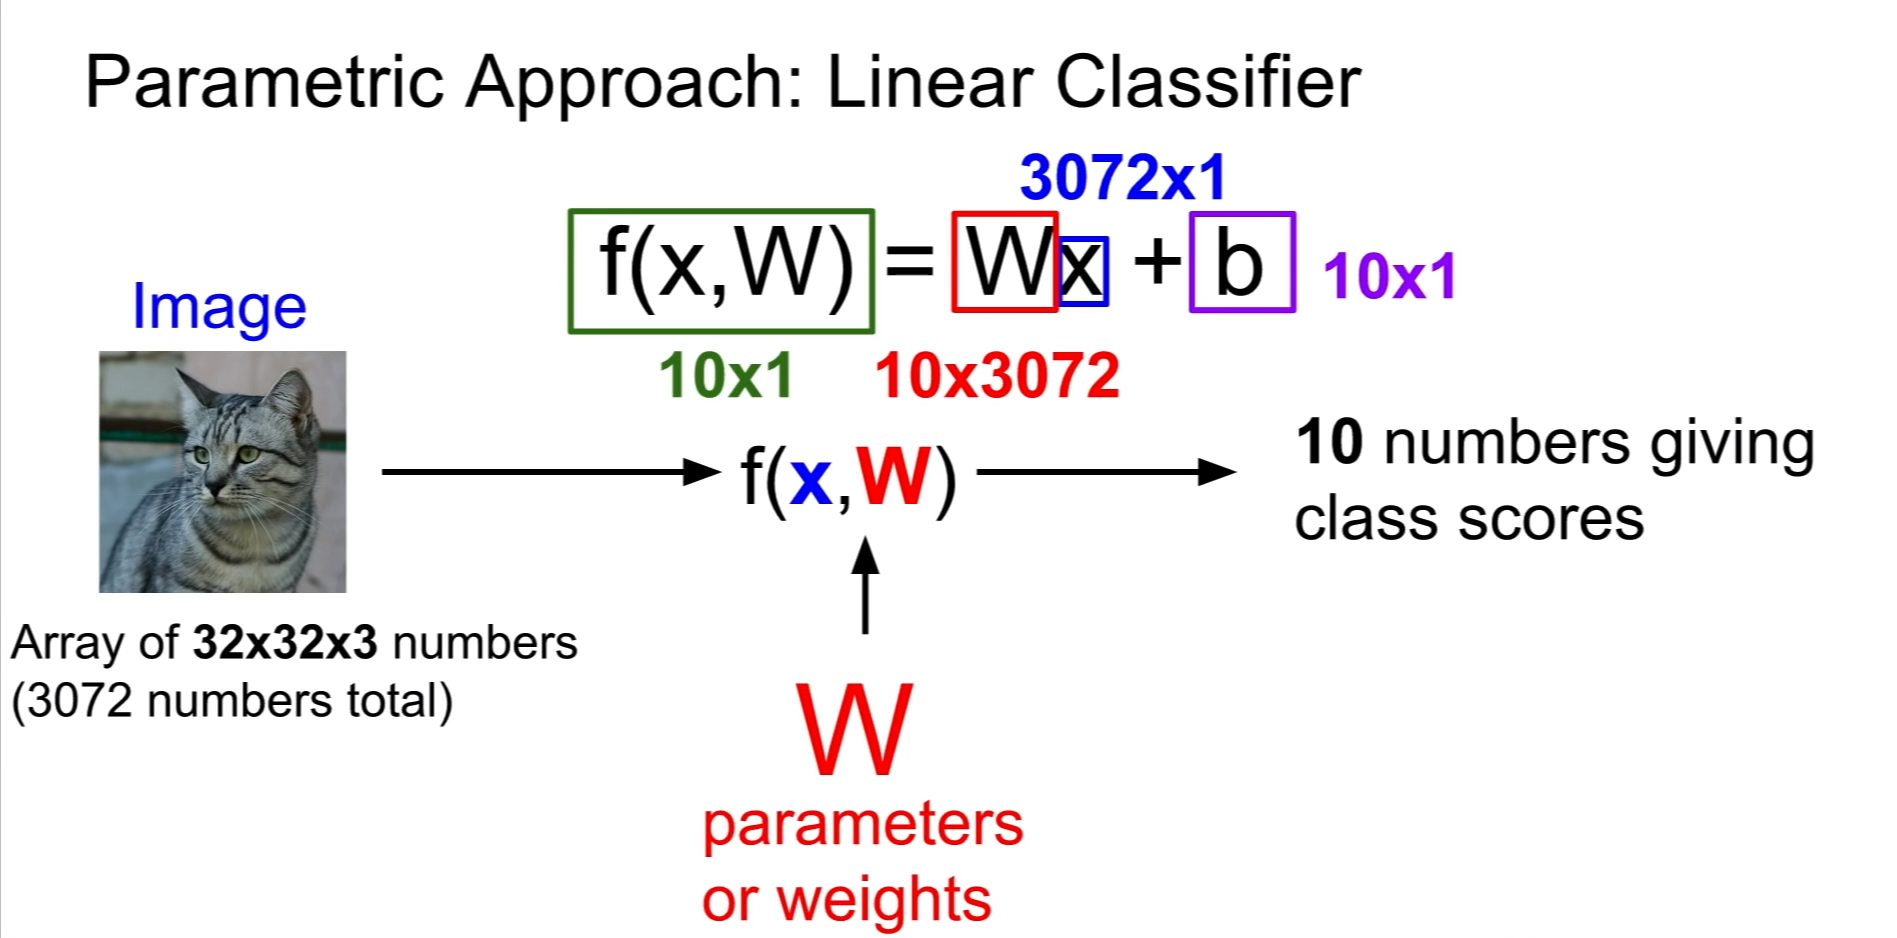 Parametric Approach: Linear Classifier
3072x1
f(x,W) = Wx + b 10x1
10x1 10x3072
Image
f(x,W)
10 numbers giving
class scores
Array of 32x32x3 numbers
(3072 numbers total)
W
parameters
or weights